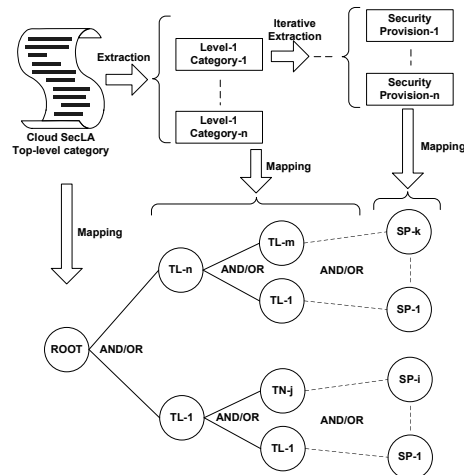 Extraction
Iterative
Extraction
Level-1
Category-1
Level-1
Category-n
Security
Provision-1
Security
Provision-n
Cloud SecLA
Top-level category
Mapping
Mapping
Mapping
ROOT
AND/OR
TL-n
AND/OR
TL-m
TL-1
AND/OR
SP-k
SP-1
TL-1
AND/OR
TN-j
TL-1
AND/OR
SP-i
SP-1